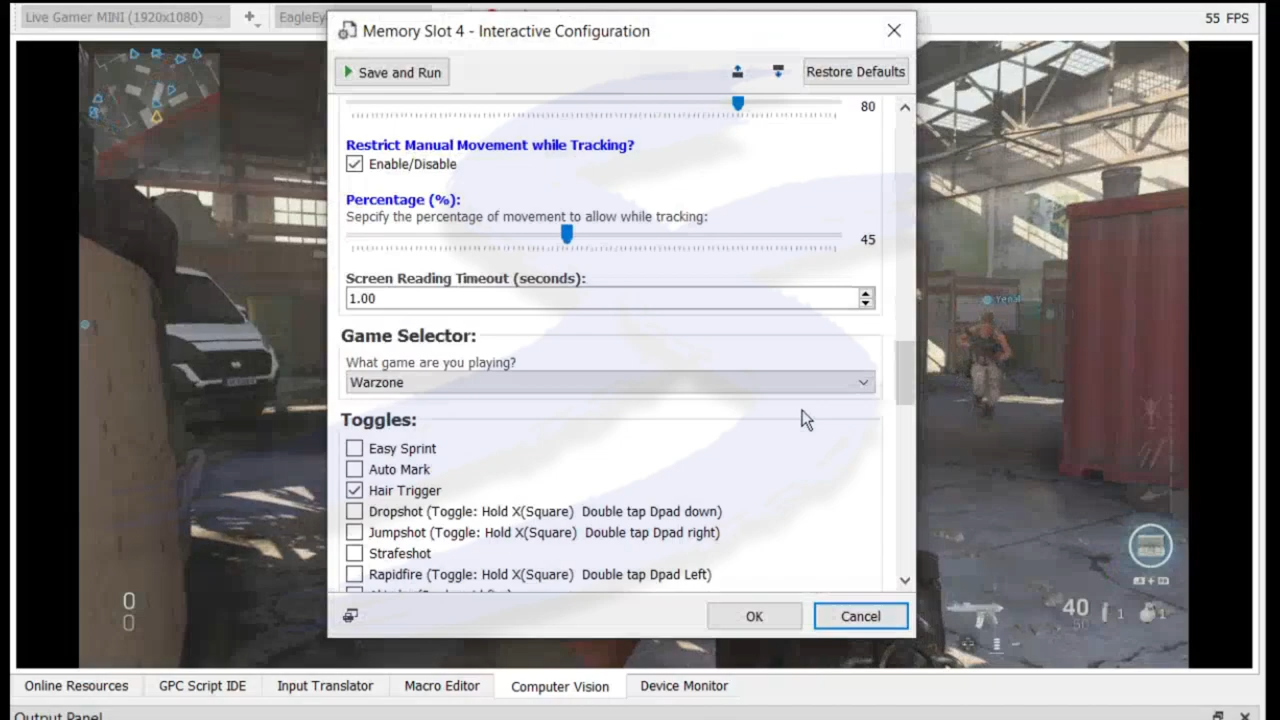 Live Gamer MINI (1920x1080)
55 FPS
Memory Slot 4 - Interactive Configuration
Save and Run
Restore Defaults
80
Restrict Manual Movement while Tracking?
Enable/Disable
Percentage (%):
Sepcify the percentage of movement to allow while tracking:
45
Screen Reading Timeout (seconds):
1.00
Game Selector:
What game are you playing?
Warzone
Toggles:
Easy Sprint
Auto Mark
Hair Trigger
Dropshot (Toggle: Hold X(Square) Double tap Dpad down)
Jumpshot (Toggle: Hold X(Square) Double tap Dpad right)
Strafeshot
Rapidfire (Toggle: Hold X(Square) Double tap Dpad Left)
OK
Cancel
0
0
40
50
1
1
Online Resources
GPC Script IDE
Input Translator
Macro Editor
Computer Vision
Device Monitor
Output Panel